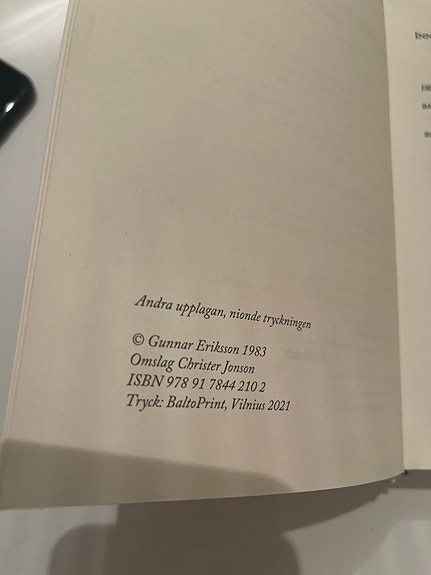 Andra upplagan, nionde tryckningen
© Gunnar Eriksson 1983
Omslag Christer Jonson
ISBN 978 91 7844 210 2
Tryck: BaltoPrint, Vilnius 2021